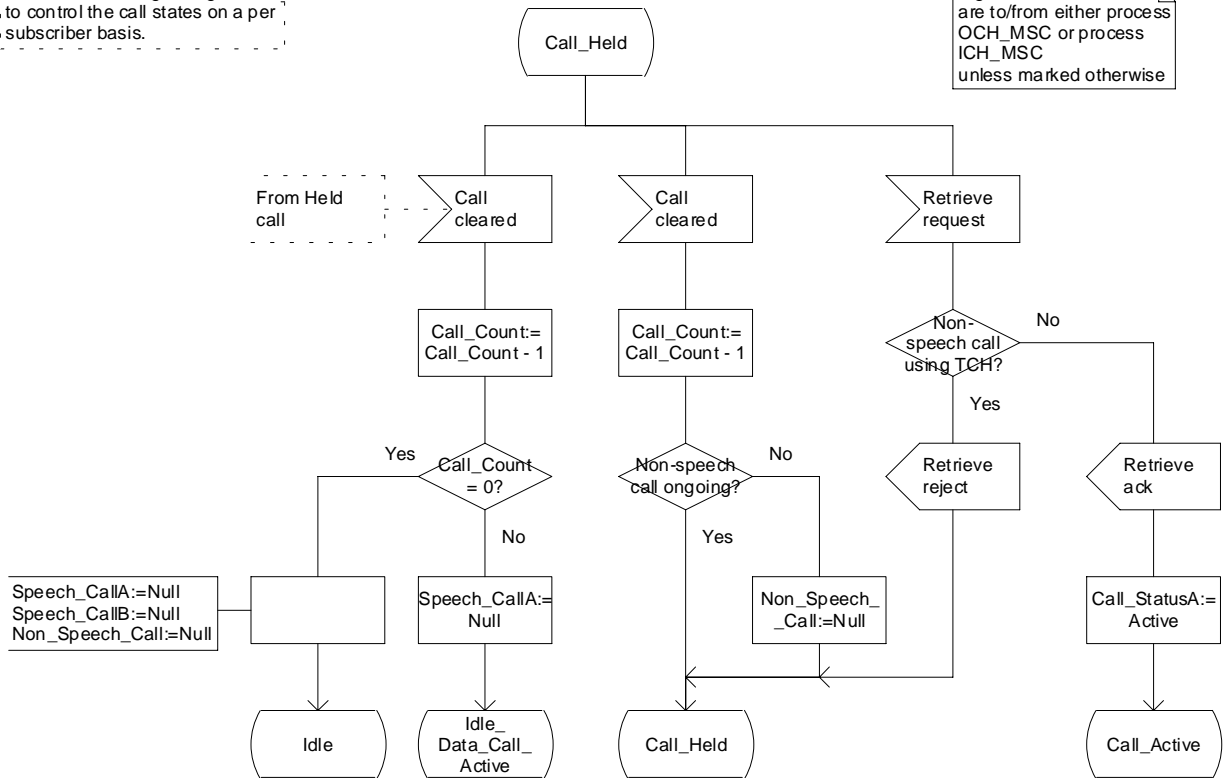 to control the call states on a per
subscriber basis.
are to/from either process
OCH_MSC or process
ICH_MSC
unless marked otherwise
Call_Held
From Held
call
Call
cleared
Call
cleared
Retrieve
request
Call_Count:=
Call_Count - 1
Call_Count:=
Call_Count - 1
Non-
speech call
using TCH?
No
Yes
Yes
Call_Count
= 0?
No
Non-speech
call ongoing?
No
Yes
Retrieve
reject
Retrieve
ack
Speech_CallA:=Null
Speech_CallB:=Null
Non_Speech_Call:=Null
Speech_CallA:=
Null
Non_Speech_
_Call:=Null
Call_StatusA:=
Active
Idle
Idle_
Data_Call_
Active
Call_Held
Call_Active